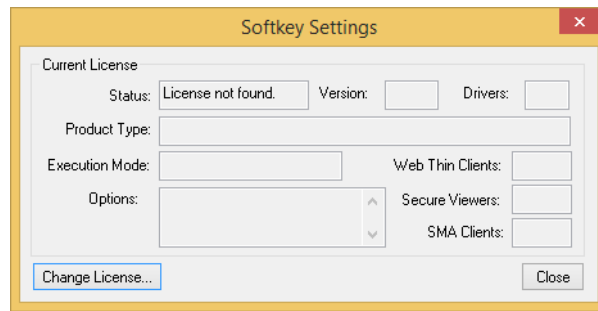 Softkey Settings
Current License
Status: License not found. Version: Drivers:
Product Type:
Execution Mode: Web Thin Clients:
Options: Secure Viewers:
SMA Clients:
Change License... Close